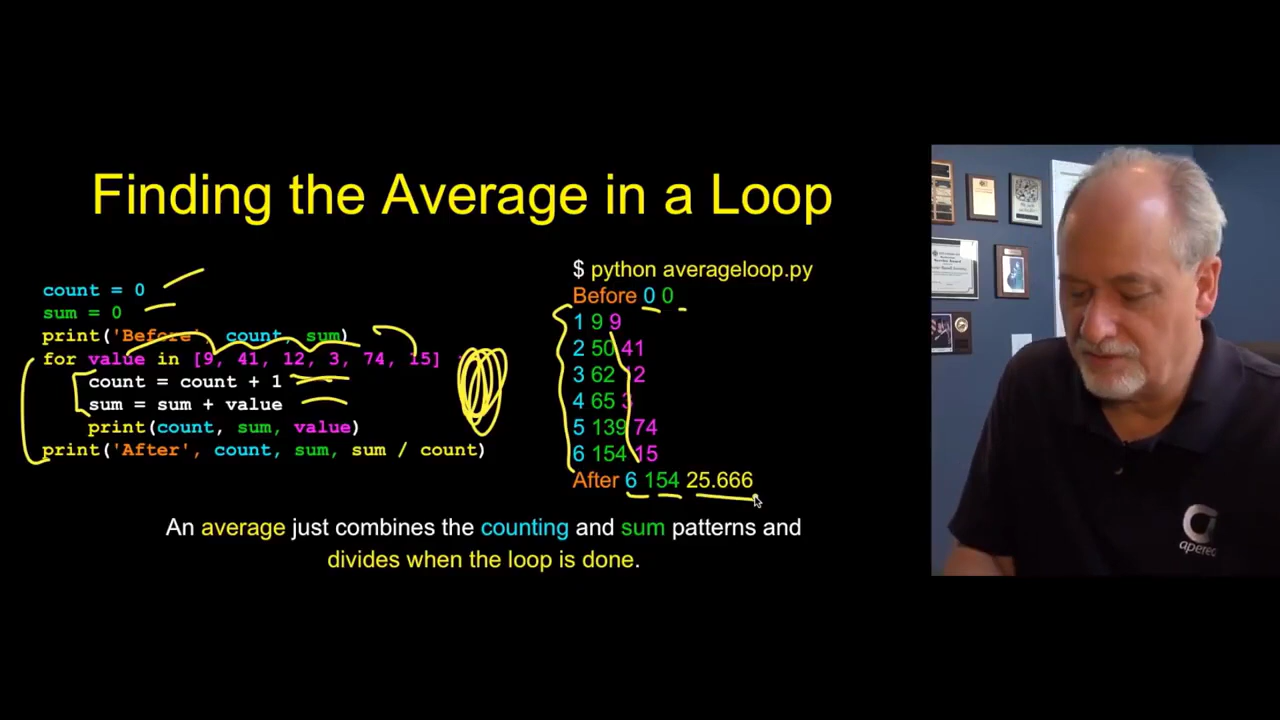 Finding the Average in a Loop
count = 0
sum = 0
print('Before', count, sum)
for value in [9, 41, 12, 3, 74, 15]
count = count + 1
sum = sum + value
print(count, sum, value)
print('After', count, sum, sum / count)
$ python averageloop.py
Before 0 0
1 9 9
2 50 41
3 62 12
4 65 3
5 139 74
6 154 15
After 6 154 25.666
An average just combines the counting and sum patterns and
divides when the loop is done.
apereo